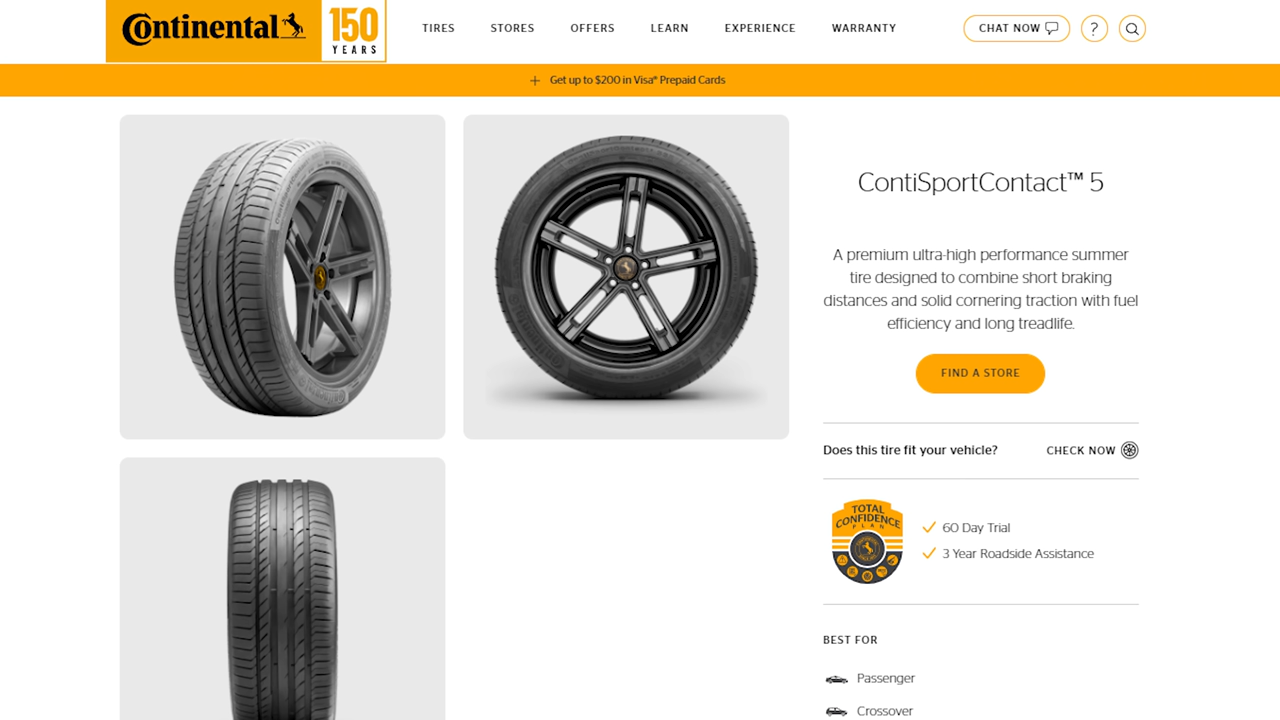 Continental
150
YEARS
TIRES
STORES
OFFERS
LEARN
EXPERIENCE
WARRANTY
CHAT NOW
?
+ Get up to $200 in Visa® Prepaid Cards
ContiSportContact™ 5
A premium ultra-high performance summer
tire designed to combine short braking
distances and solid cornering traction with fuel
efficiency and long treadlife.
FIND A STORE
Does this tire fit your vehicle?
CHECK NOW
TOTAL
CONFIDENCE
PLAN
60 Day Trial
3 Year Roadside Assistance
BEST FOR
Passenger
Crossover